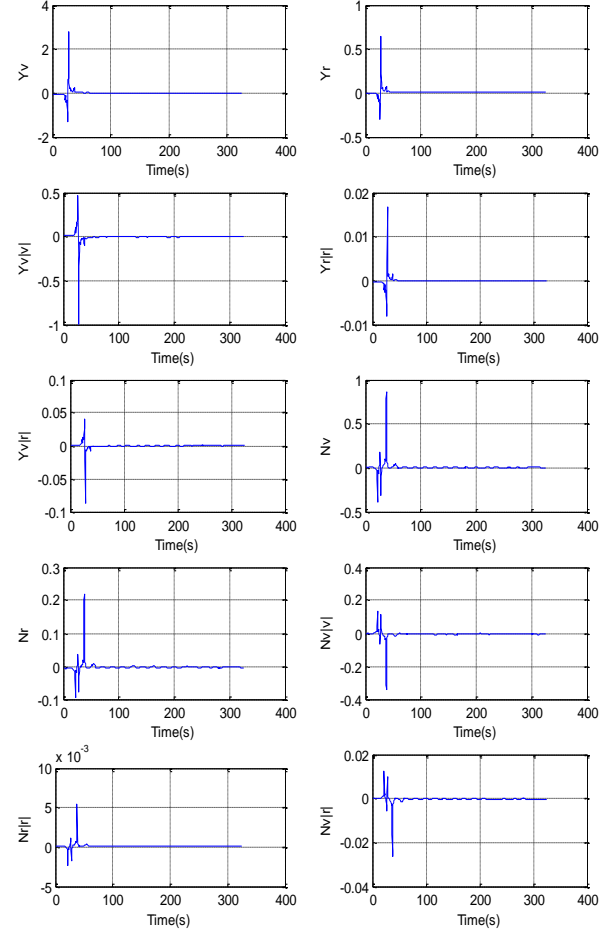 4
2
0
-2
Yv
0 100 200 300 400
Time(s)
1
0.5
0
-0.5
Yr
0 100 200 300 400
Time(s)
0.5
0
-0.5
-1
Yv|v|
0 100 200 300 400
Time(s)
0.02
0.01
0
-0.01
Yr|r|
0 100 200 300 400
Time(s)
0.1
0.05
0
-0.05
-0.1
Yv|r|
0 100 200 300 400
Time(s)
1
0.5
0
-0.5
Nv
0 100 200 300 400
Time(s)
0.3
0.2
0.1
0
-0.1
Nr
0 100 200 300 400
Time(s)
0.4
0.2
0
-0.2
-0.4
Nv|v|
0 100 200 300 400
Time(s)
x 10⁻³
10
5
0
-5
Nr|r|
0 100 200 300 400
Time(s)
0.02
0
-0.02
-0.04
Nv|r|
0 100 200 300 400
Time(s)